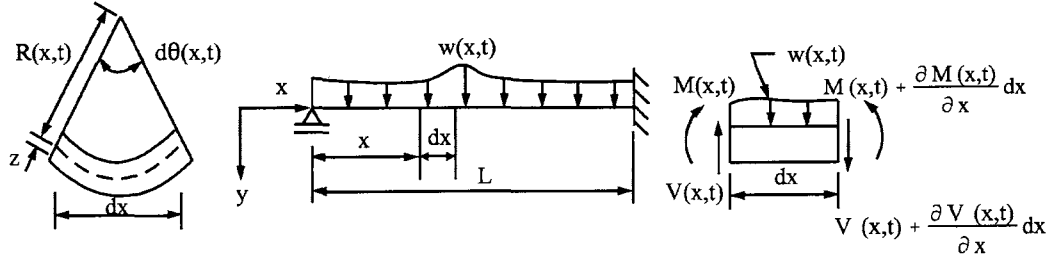 R(x,t)
dθ(x,t)
z
dx
w(x,t)
x
x
dx
L
y
w(x,t)
M(x,t)
M (x,t) + ∂ M (x,t) / ∂ x dx
V(x,t)
dx
V (x,t) + ∂ V (x,t) / ∂ x dx